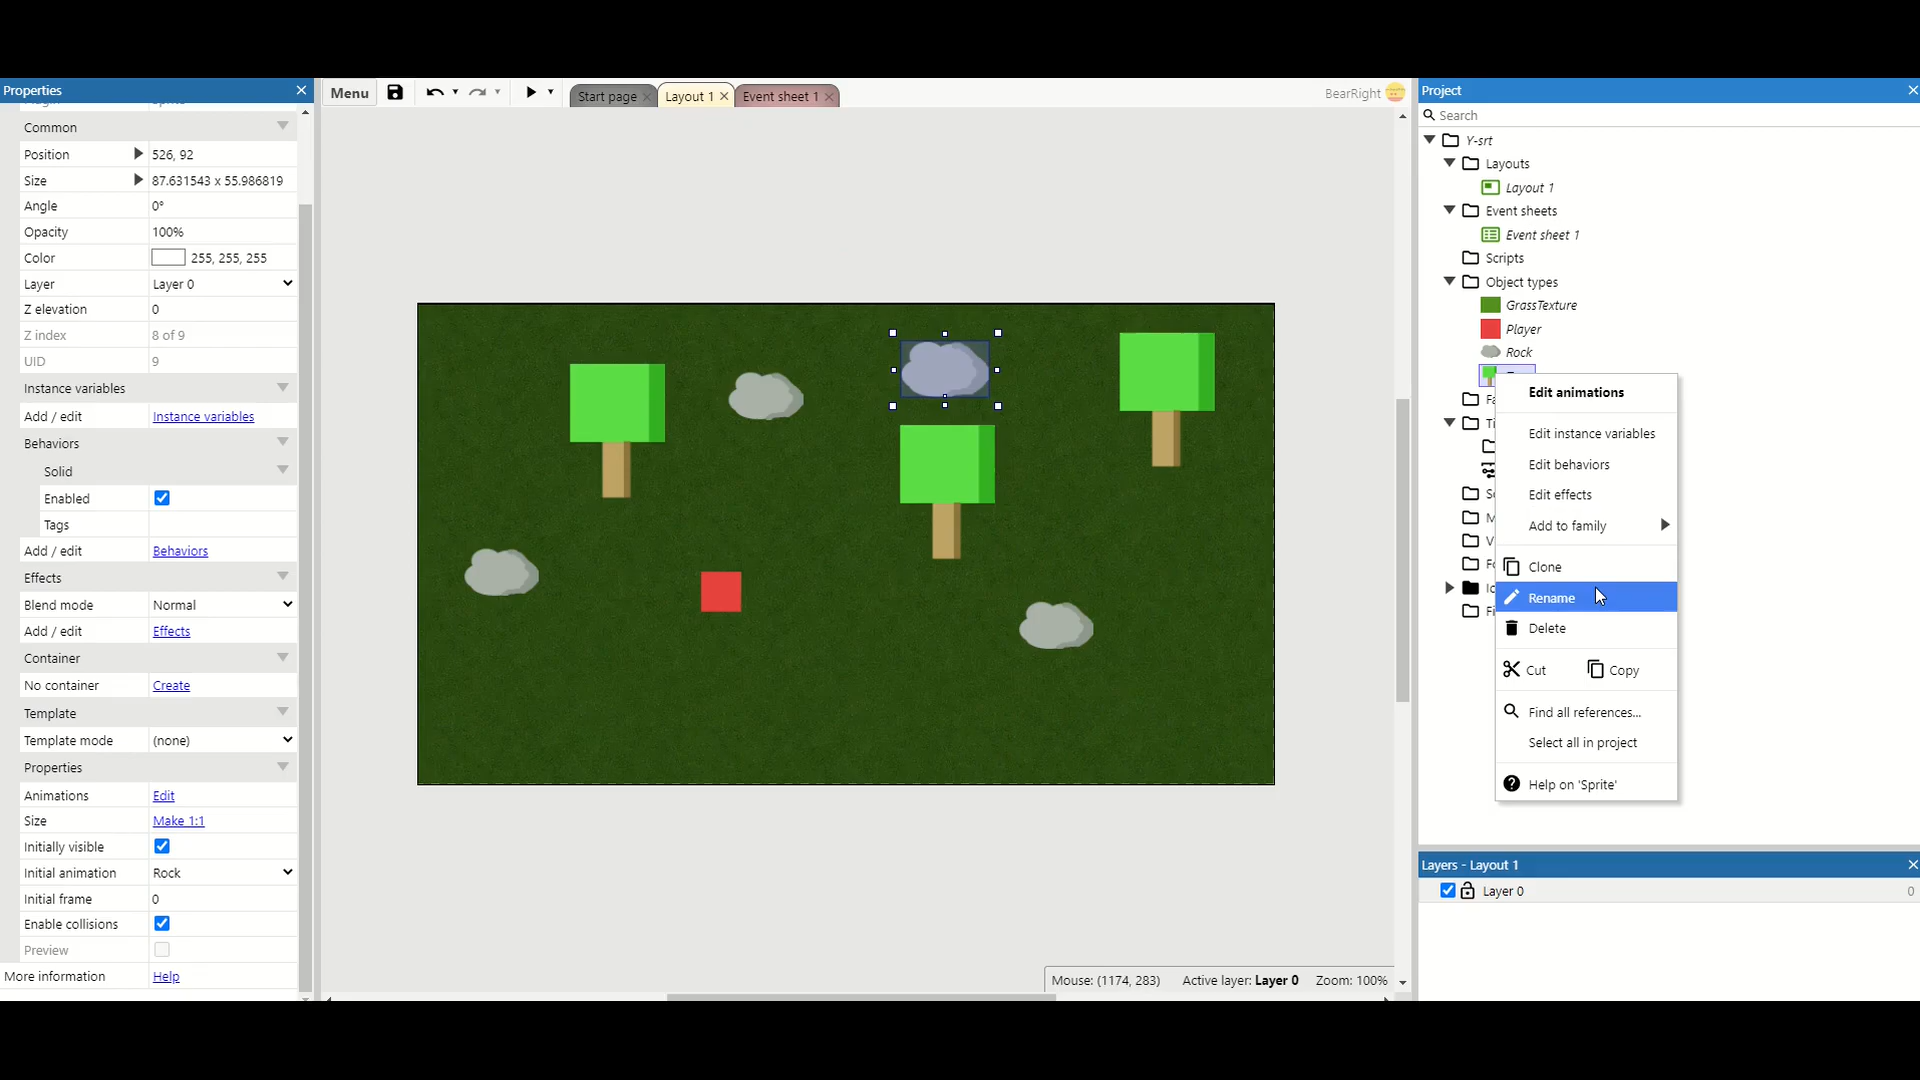 Properties
Common
Position 526, 92
Size 87.631543 x 55.986819
Angle 0°
Opacity 100%
Color 255, 255, 255
Layer Layer 0
Z elevation 0
Z index 8 of 9
UID 9
Instance variables
Add / edit Instance variables
Behaviors
Solid
Enabled
Tags
Add / edit Behaviors
Effects
Blend mode Normal
Add / edit Effects
Container
No container Create
Template
Template mode (none)
Properties
Animations Edit
Size Make 1:1
Initially visible
Initial animation Rock
Initial frame 0
Enable collisions
Preview
More information Help
Menu Start page Layout 1 Event sheet 1 BearRight
Mouse: (1174, 283) Active layer: Layer 0 Zoom: 100%
Project
Search
Y-srt
Layouts
Layout 1
Event sheets
Event sheet 1
Scripts
Object types
GrassTexture
Player
Rock
Edit animations
Edit instance variables
Edit behaviors
Edit effects
Add to family
Clone
Rename
Delete
Cut Copy
Find all references...
Select all in project
Help on 'Sprite'
Layers - Layout 1
Layer 0 0